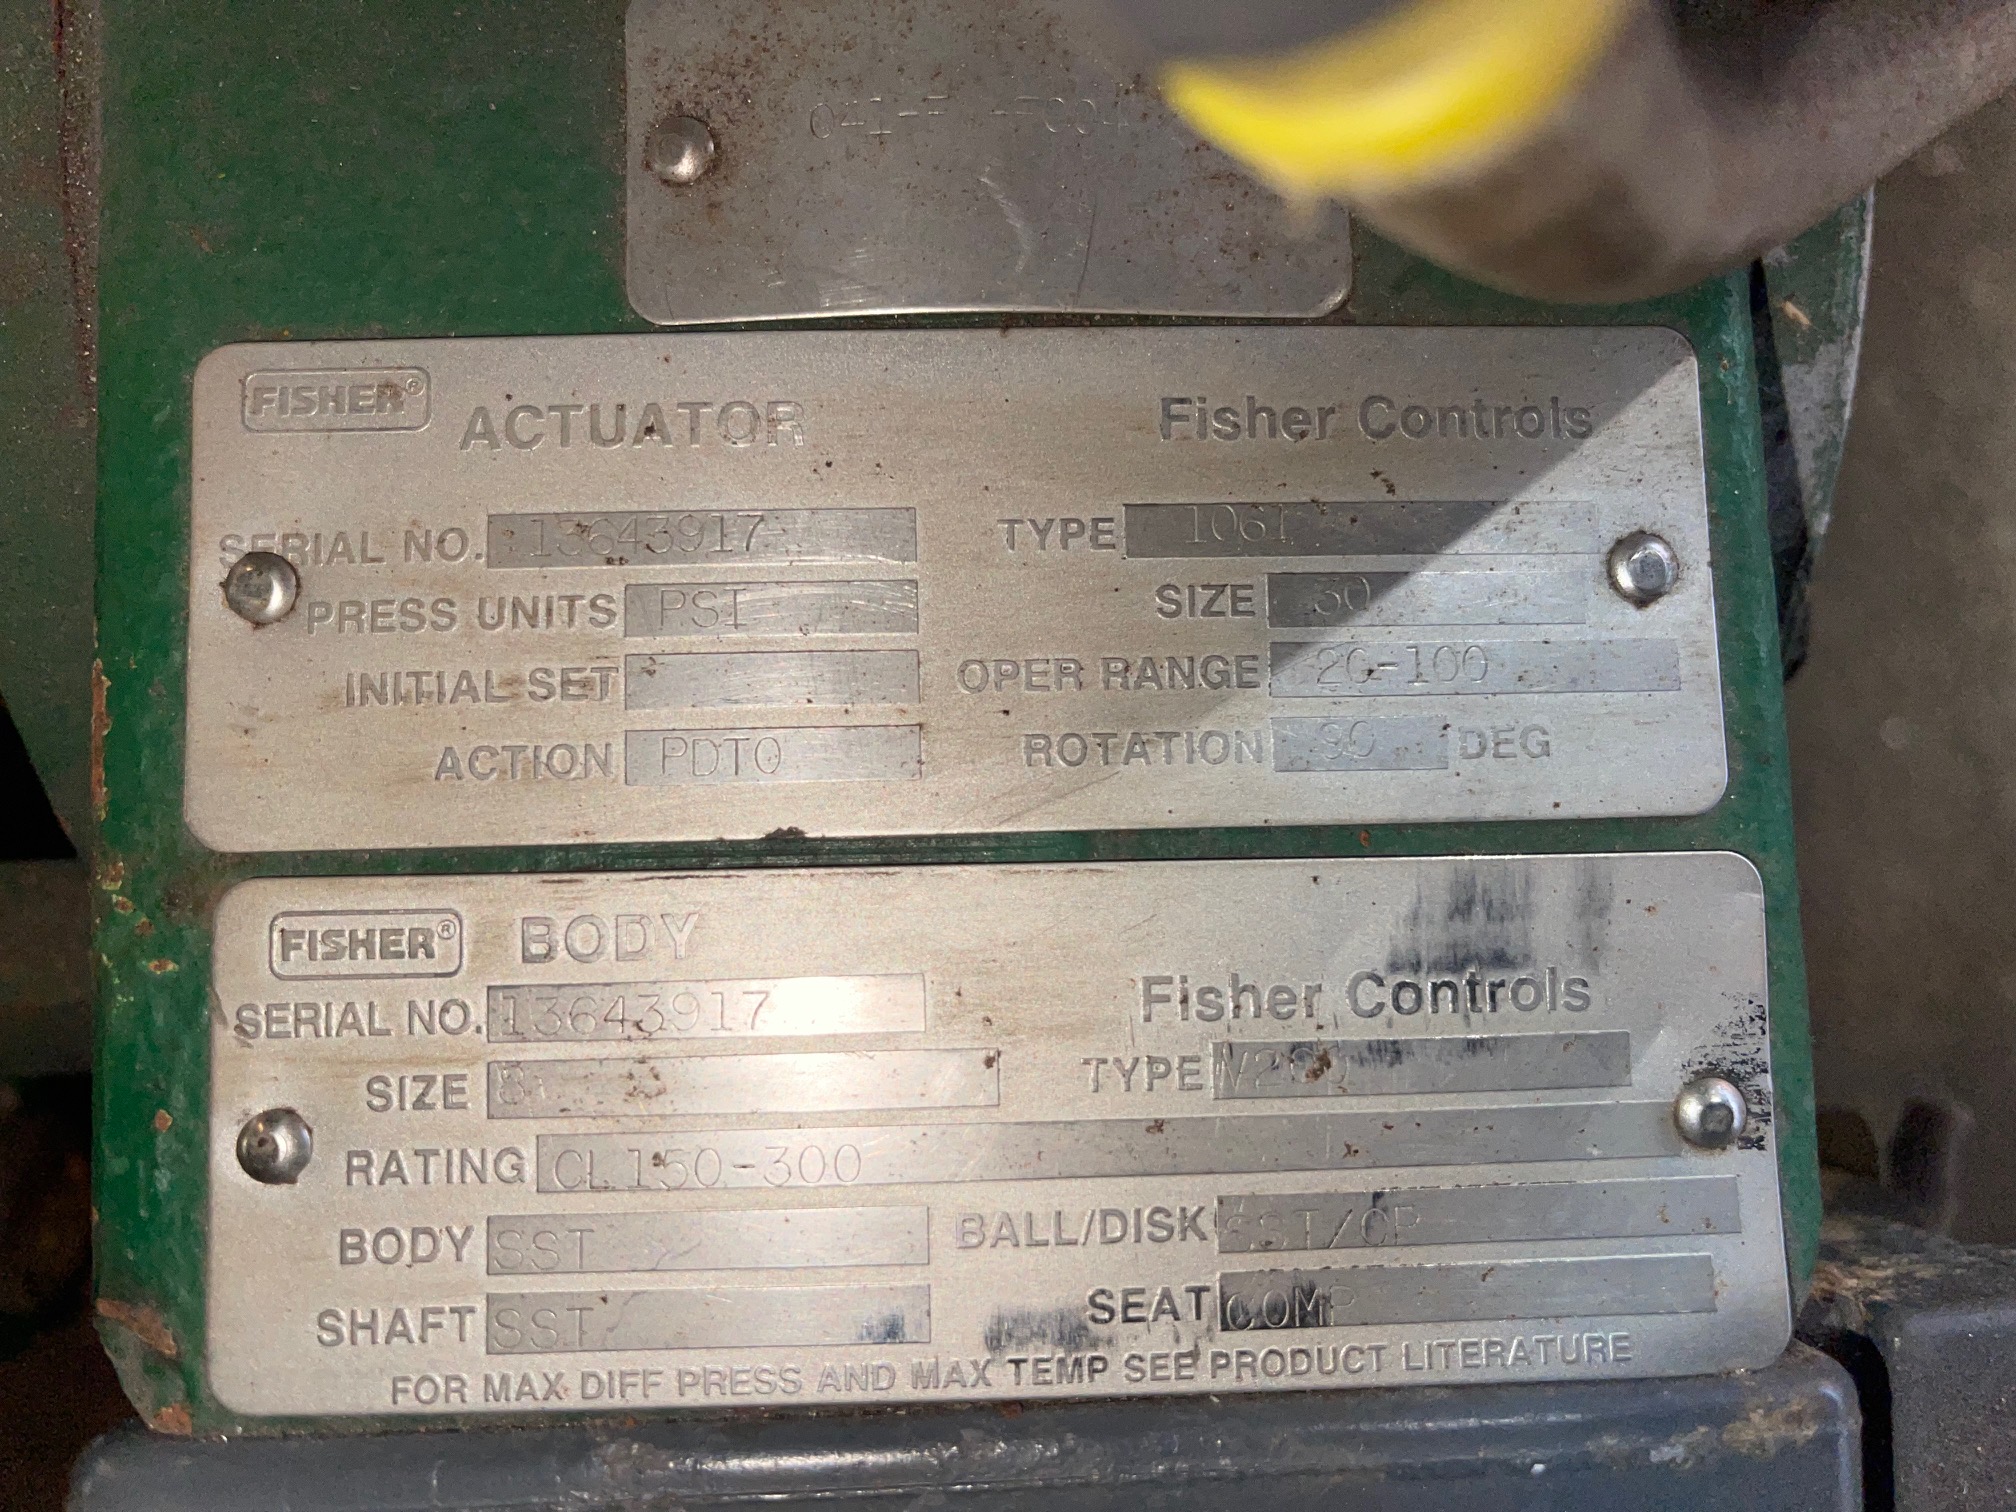 FISHER® ACTUATOR Fisher Controls
SERIAL NO. 13643917 TYPE 1061
PRESS UNITS PSI SIZE 30
INITIAL SET OPER RANGE 20-100
ACTION PDTO ROTATION 90 DEG
FISHER® BODY Fisher Controls
SERIAL NO. 13643917
SIZE TYPE
RATING CL150-300
BODY SST BALL/DISK SST/CP
SHAFT SST SEAT COMP
FOR MAX DIFF PRESS AND MAX TEMP SEE PRODUCT LITERATURE